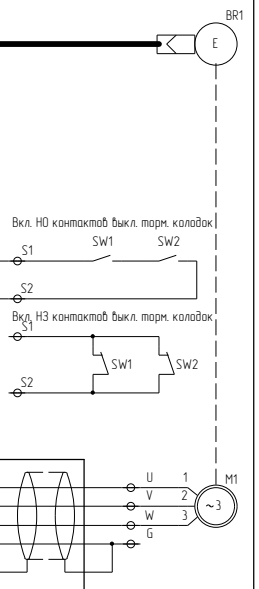 BR1
E
Вкл. НО контактов выкл. торм. колодок
S1 SW1 SW2
S2
Вкл. НЗ контактов выкл. торм. колодок
S1
SW1 SW2
S2
U 1 M1
V 2
W 3 ~3
G